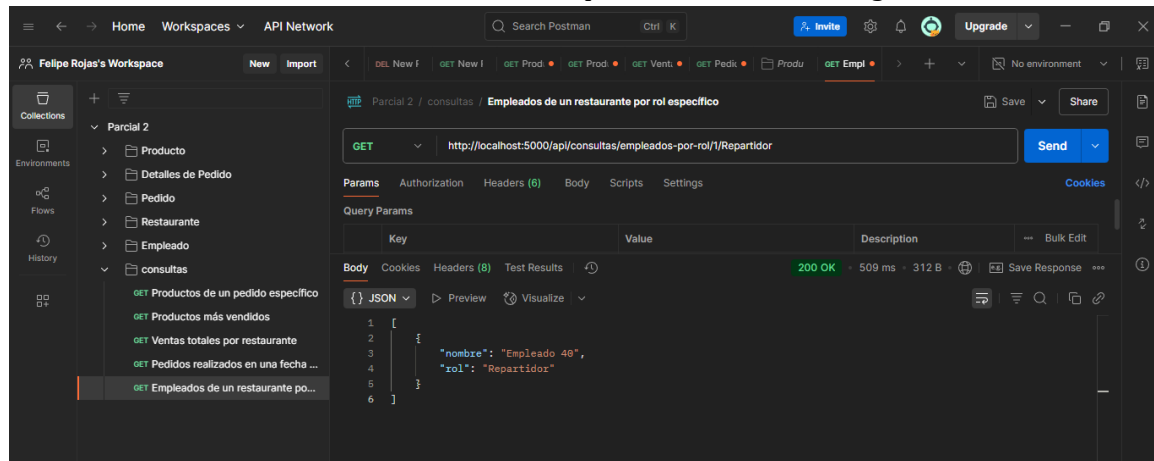 Home Workspaces API Network Search Postman Ctrl K Invite Upgrade
Felipe Rojas's Workspace New Import DEL New F GET New I GET Prod GET Prod GET Vent GET Pedi Produ GET Empl No environment
Collections
Environments
Flows
History
Parcial 2
Producto
Detalles de Pedido
Pedido
Restaurante
Empleado
consultas
GET Productos de un pedido específico
GET Productos más vendidos
GET Ventas totales por restaurante
GET Pedidos realizados en una fecha ...
GET Empleados de un restaurante po...
HTTP Parcial 2 / consultas / Empleados de un restaurante por rol específico Save Share
GET http://localhost:5000/api/consultas/empleados-por-rol/1/Repartidor Send
Params Authorization Headers (6) Body Scripts Settings Cookies
Query Params
Key Value Description Bulk Edit
Body Cookies Headers (8) Test Results 200 OK 509 ms 312 B Save Response
{} JSON Preview Visualize
1 [
2 {
3 "nombre": "Empleado 40",
4 "rol": "Repartidor"
5 }
6 ]